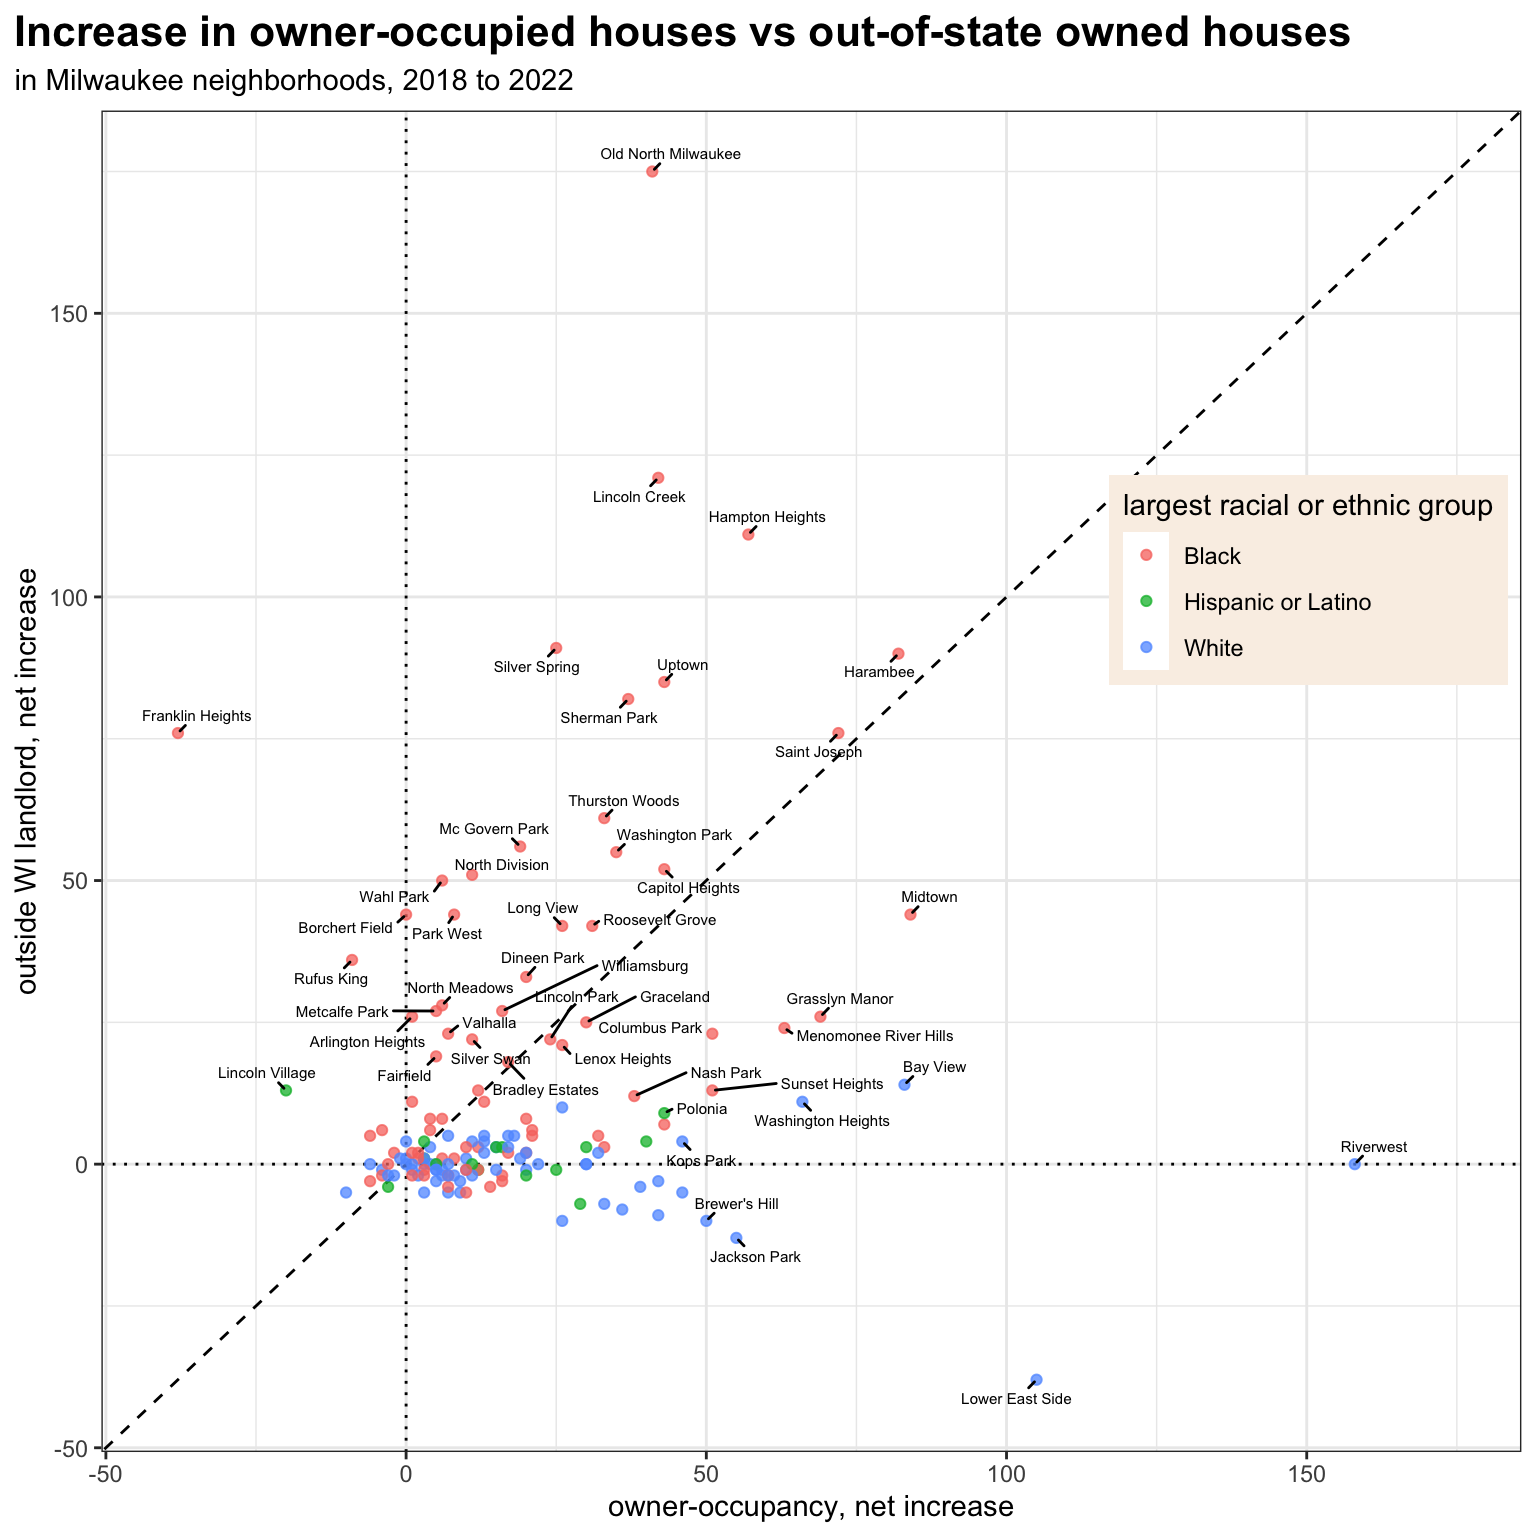 Increase in owner-occupied houses vs out-of-state owned houses
in Milwaukee neighborhoods, 2018 to 2022
Old North Milwaukee
150
Lincoln Creek
Hampton Heights
largest racial or ethnic group
Black
Hispanic or Latino
White
100
outside WI landlord, net increase
Silver Spring
Uptown
Harambee
Sherman Park
Franklin Heights
Saint Joseph
Thurston Woods
Mc Govern Park
Washington Park
North Division
50
Capitol Heights
Wahl Park
Midtown
Long View
Roosevelt Grove
Borchert Field
Park West
Dineen Park
Williamsburg
Rufus King
North Meadows
Lincoln Park
Graceland
Grasslyn Manor
Metcalfe Park
Valhalla
Columbus Park
Menomonee River Hills
Arlington Heights
Silver Swan
Lenox Heights
Bay View
Lincoln Village
Fairfield
Nash Park
Sunset Heights
Bradley Estates
Polonia
Washington Heights
Riverwest
Kops Park
0
Brewer's Hill
Jackson Park
Lower East Side
-50
-50
0
50
100
150
owner-occupancy, net increase